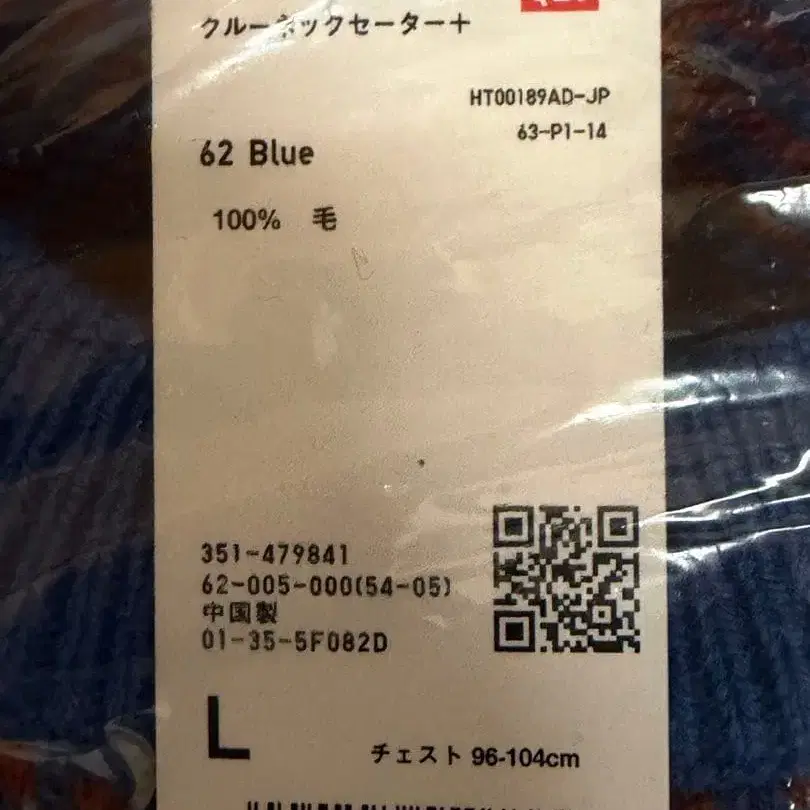 クルーネックセーター+
HT00189AD-JP
63-P1-14
62 Blue
100% 毛
351-479841
62-005-000(54-05)
中国製
01-35-5F082D
L
チェスト 96-104cm